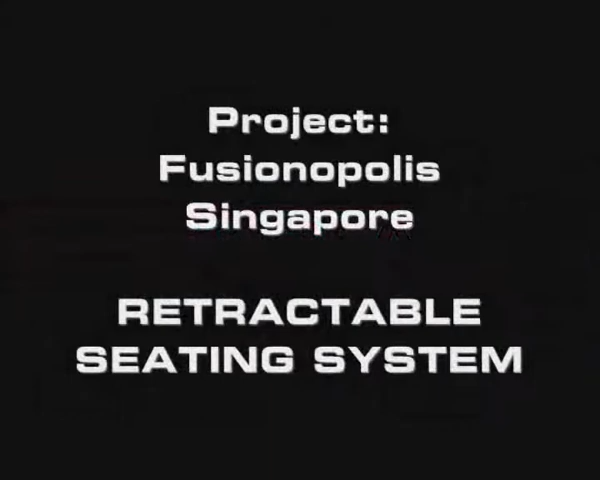 Project:
Fusionopolis
Singapore
RETRACTABLE
SEATING SYSTEM